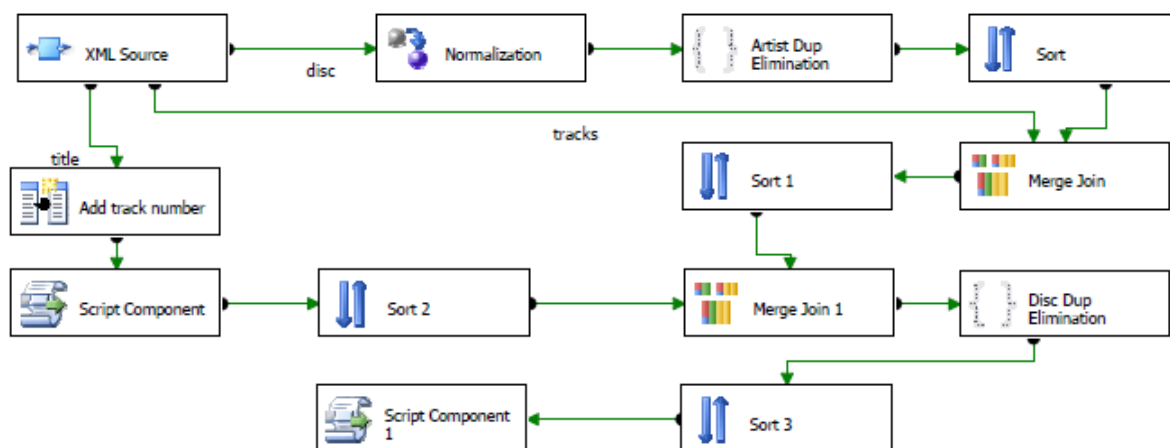 XML Source
disc
Normalization
Artist Dup
Elimination
Sort
tracks
title
Add track number
Sort 1
Merge Join
Script Component
Sort 2
Merge Join 1
Disc Dup
Elimination
Script Component
1
Sort 3